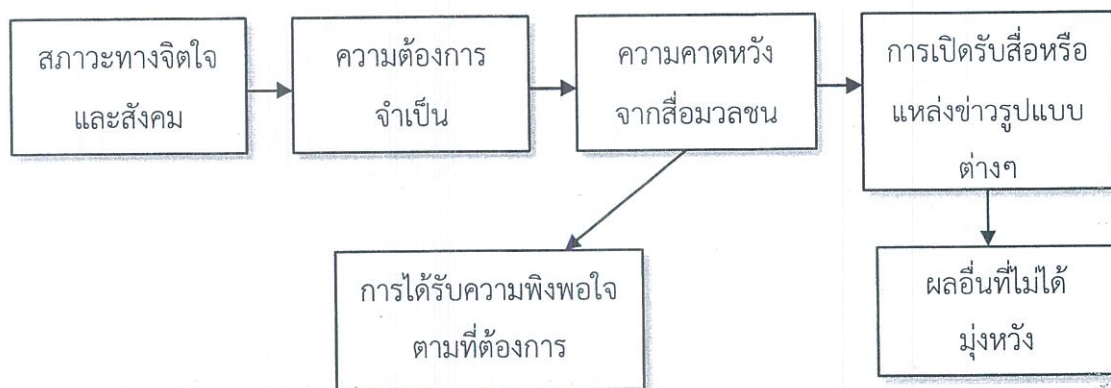 สภาวะทางจิตใจ
และสังคม
ความต้องการ
จำเป็น
ความคาดหวัง
จากสื่อมวลชน
การเปิดรับสื่อหรือ
แหล่งข่าวรูปแบบ
ต่างๆ
การได้รับความพึงพอใจ
ตามที่ต้องการ
ผลอื่นที่ไม่ได้
มุ่งหวัง